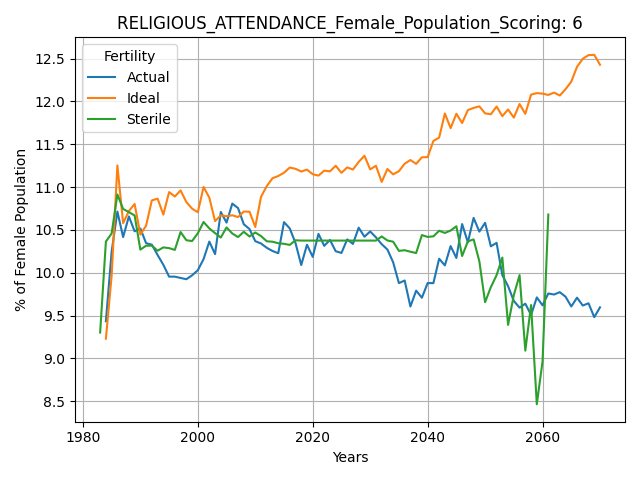 RELIGIOUS_ATTENDANCE_Female_Population_Scoring: 6
Fertility
Actual
Ideal
Sterile
% of Female Population
12.5
12.0
11.5
11.0
10.5
10.0
9.5
9.0
8.5
1980 2000 2020 2040 2060
Years